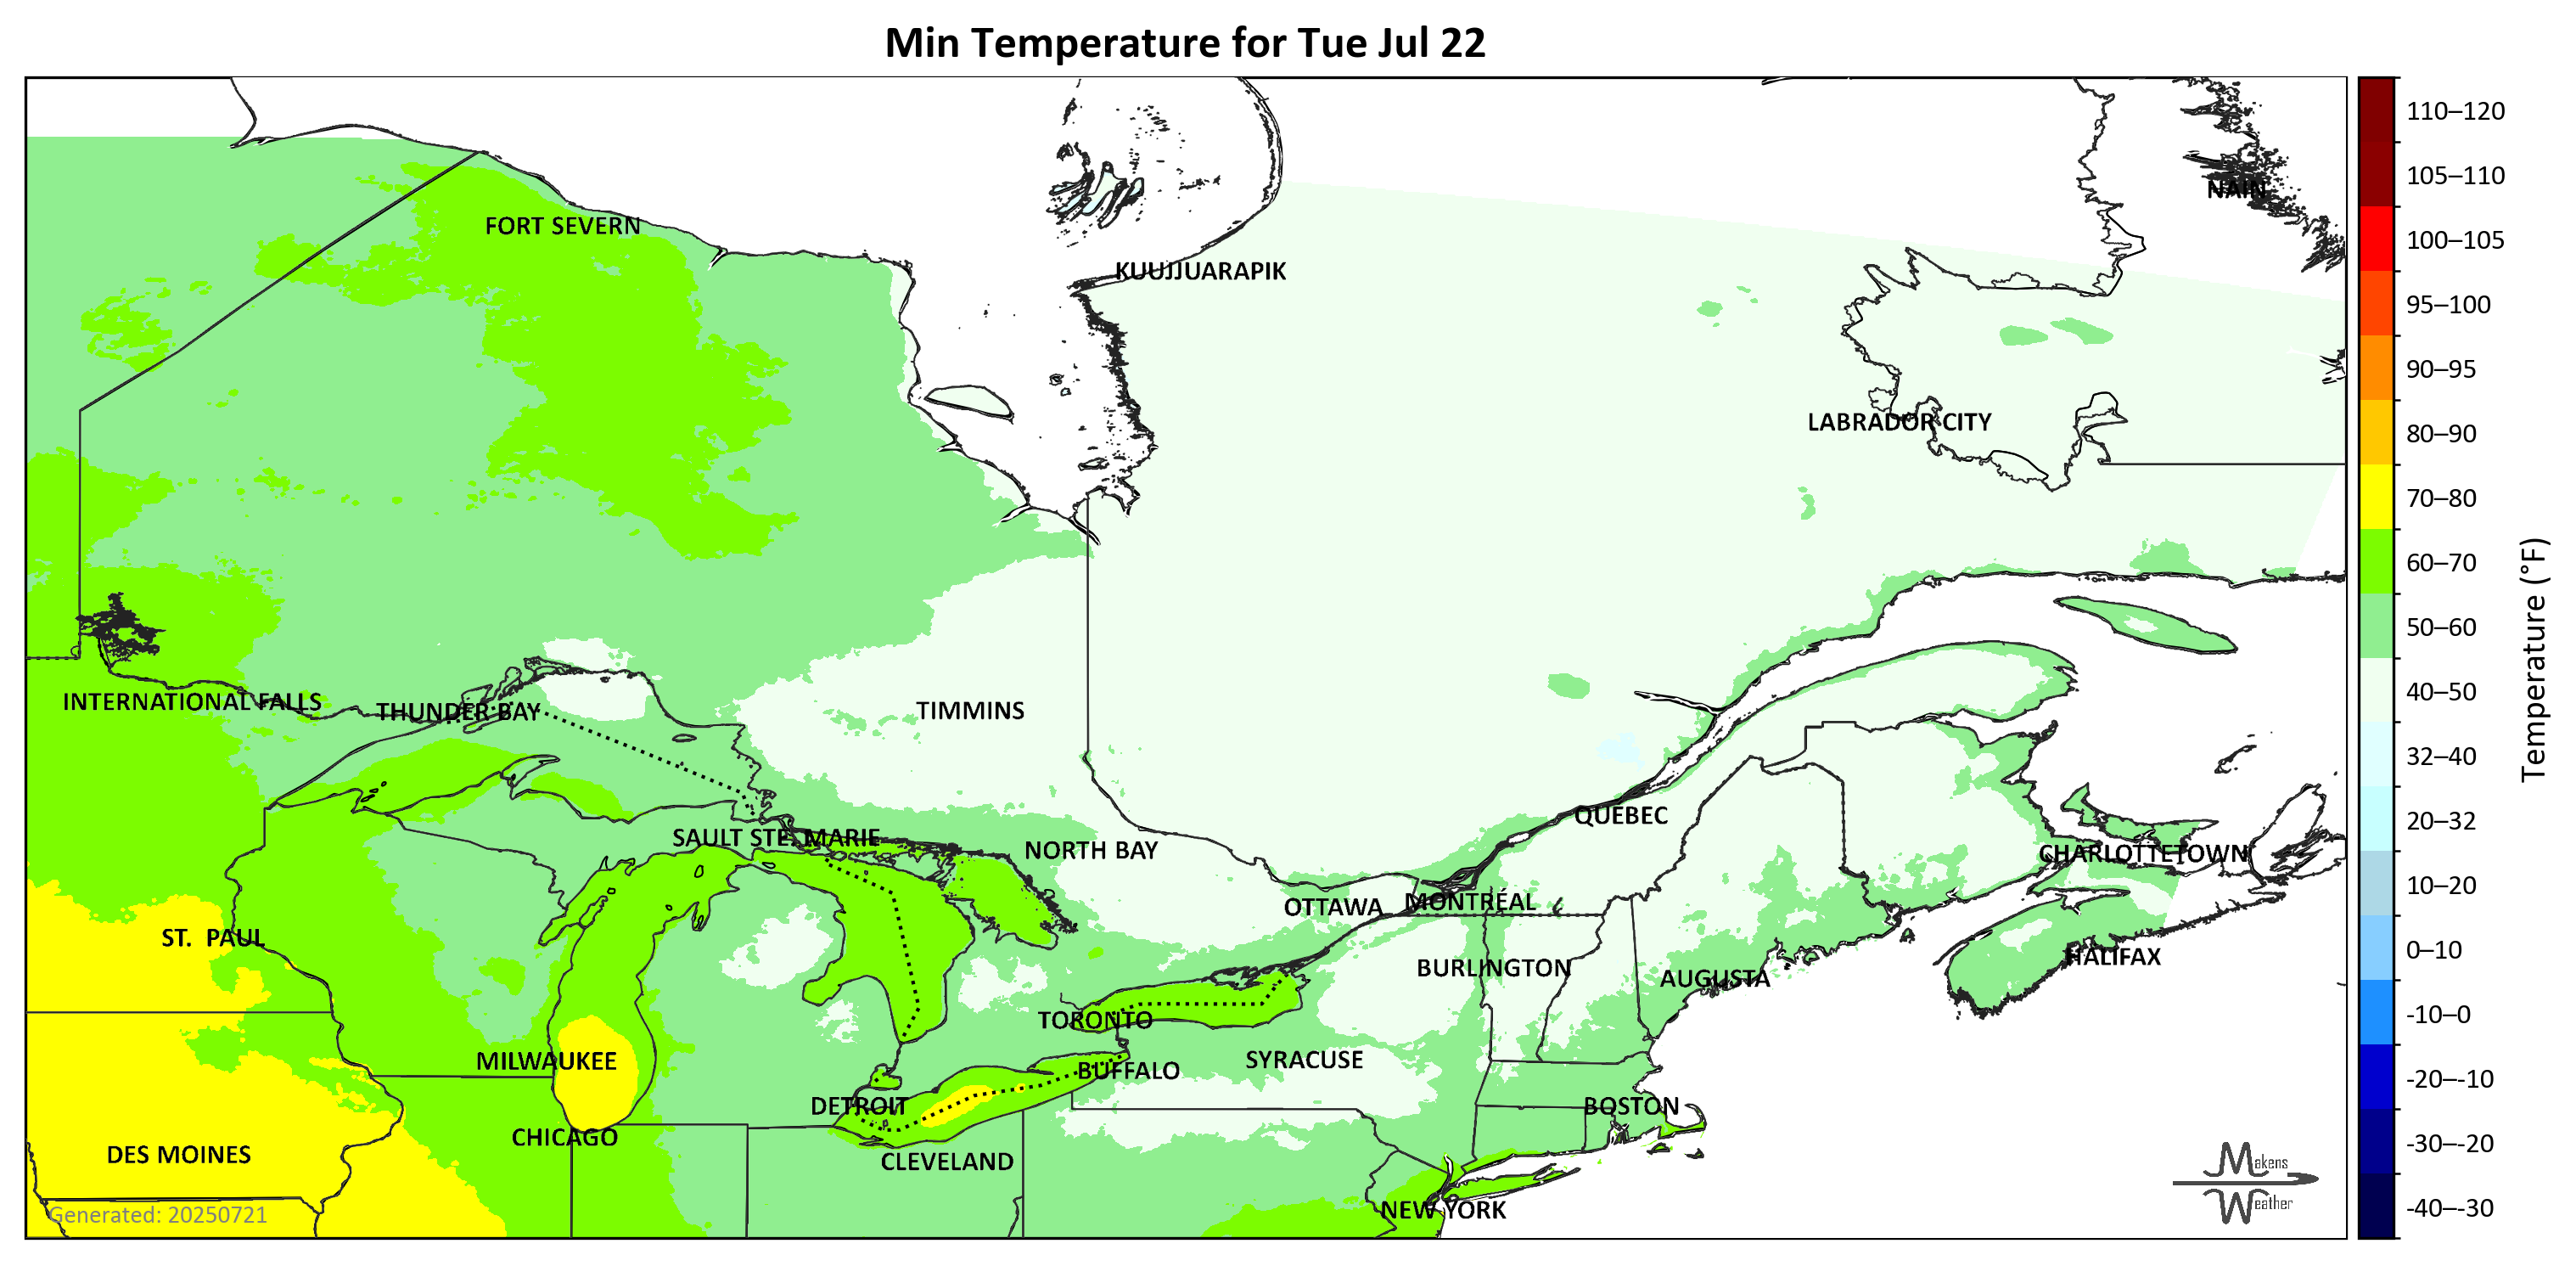 Min Temperature for Tue Jul 22
110–120
105–110
NAIN
FORT SEVERN
100–105
KUUJJUARAPIK
95–100
90–95
LABRADOR CITY
80–90
70–80
60–70
50–60
Temperature (°F)
40–50
INTERNATIONAL FALLS
THUNDER BAY
TIMMINS
32–40
QUEBEC
20–32
SAULT STE. MARIE
NORTH BAY
CHARLOTTETOWN
10–20
OTTAWA
MONTRÉAL
ST. PAUL
0–10
HALIFAX
BURLINGTON
AUGUSTA
-10–0
TORONTO
MILWAUKEE
SYRACUSE
BUFFALO
-20–-10
DETROIT
BOSTON
CHICAGO
-30–-20
DES MOINES
CLEVELAND
Makens
Weather
NEW YORK
-40–-30
Generated: 20250721